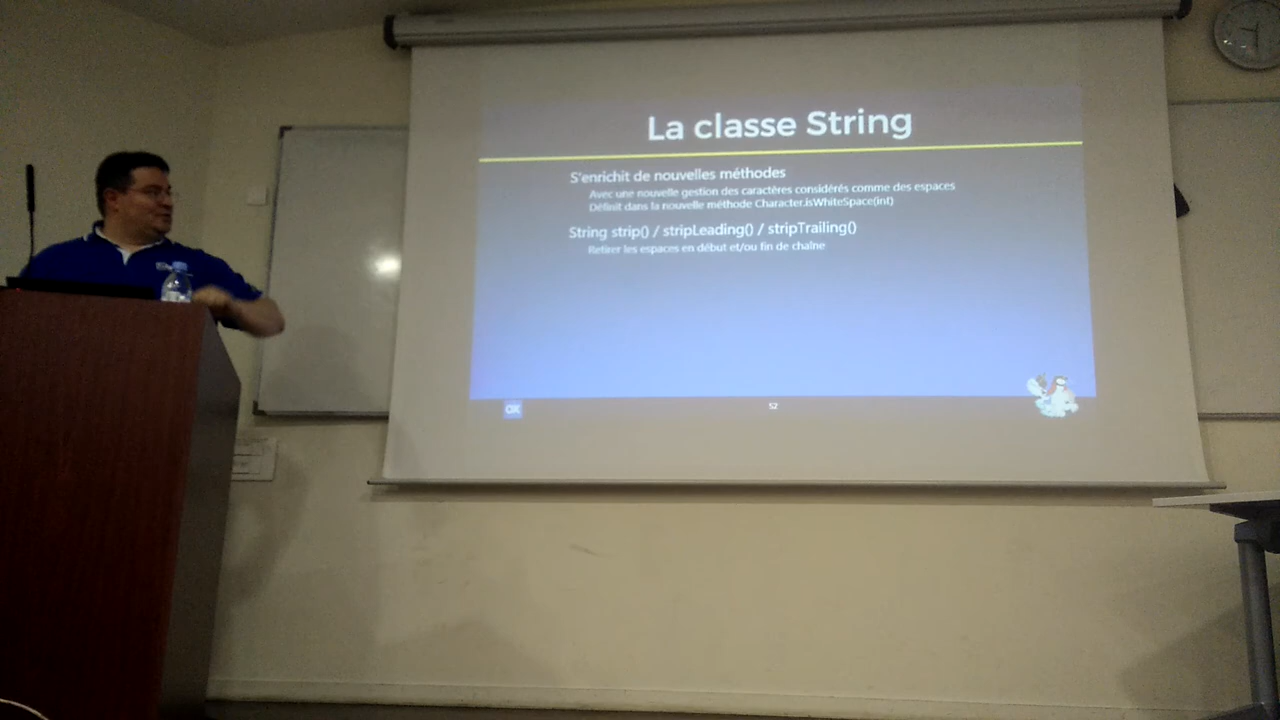 La classe String
S'enrichit de nouvelles méthodes
Avec une nouvelle gestion des caractères considérés comme des espaces
Définit dans la nouvelle méthode Character.isWhiteSpace(int)
String strip() / stripLeading() / stripTrailing()
Retirer les espaces en début et/ou fin de chaîne
52